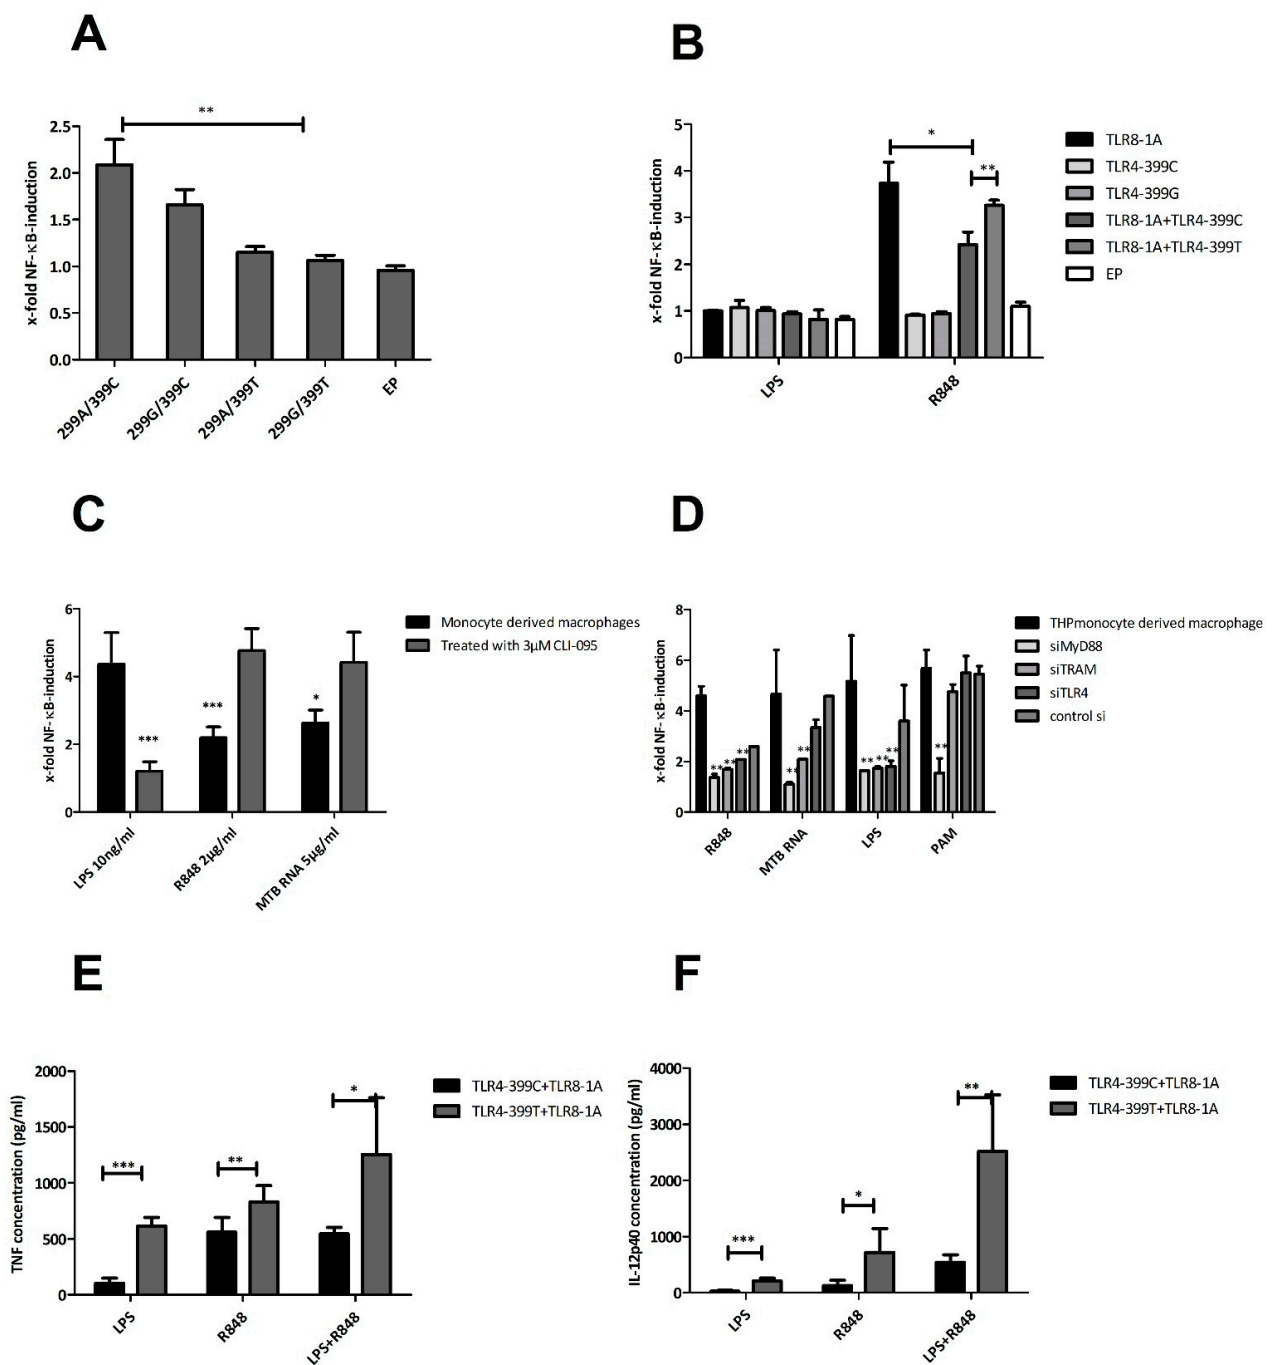 A
**
x-fold NF-κB-induction
2.5
2.0
1.5
1.0
0.5
0.0
299A/399C
299G/399C
299A/399T
299G/399T
EP
B
*
**
x-fold NF-κB-induction
5
4
3
2
1
0
LPS
R848
TLR8-1A
TLR4-399C
TLR4-399G
TLR8-1A+TLR4-399C
TLR8-1A+TLR4-399T
EP
C
x-fold NF-κB-induction
6
4
2
0
***
***
*
LPS 10ng/ml
R848 2µg/ml
MTB RNA 5µg/ml
Monocyte derived macrophages
Treated with 3µM CLI-095
D
x-fold NF-κB-induction
8
6
4
2
0
** ** **
** **
** ** **
**
R848
MTB RNA
LPS
PAM
THPmonocyte derived macrophage
siMyD88
siTRAM
siTLR4
control si
E
TNF concentration (pg/ml)
2000
1500
1000
500
0
***
**
*
LPS
R848
LPS+R848
TLR4-399C+TLR8-1A
TLR4-399T+TLR8-1A
F
IL-12p40 concentration (pg/ml)
4000
3000
2000
1000
0
***
*
**
LPS
R848
LPS+R848
TLR4-399C+TLR8-1A
TLR4-399T+TLR8-1A